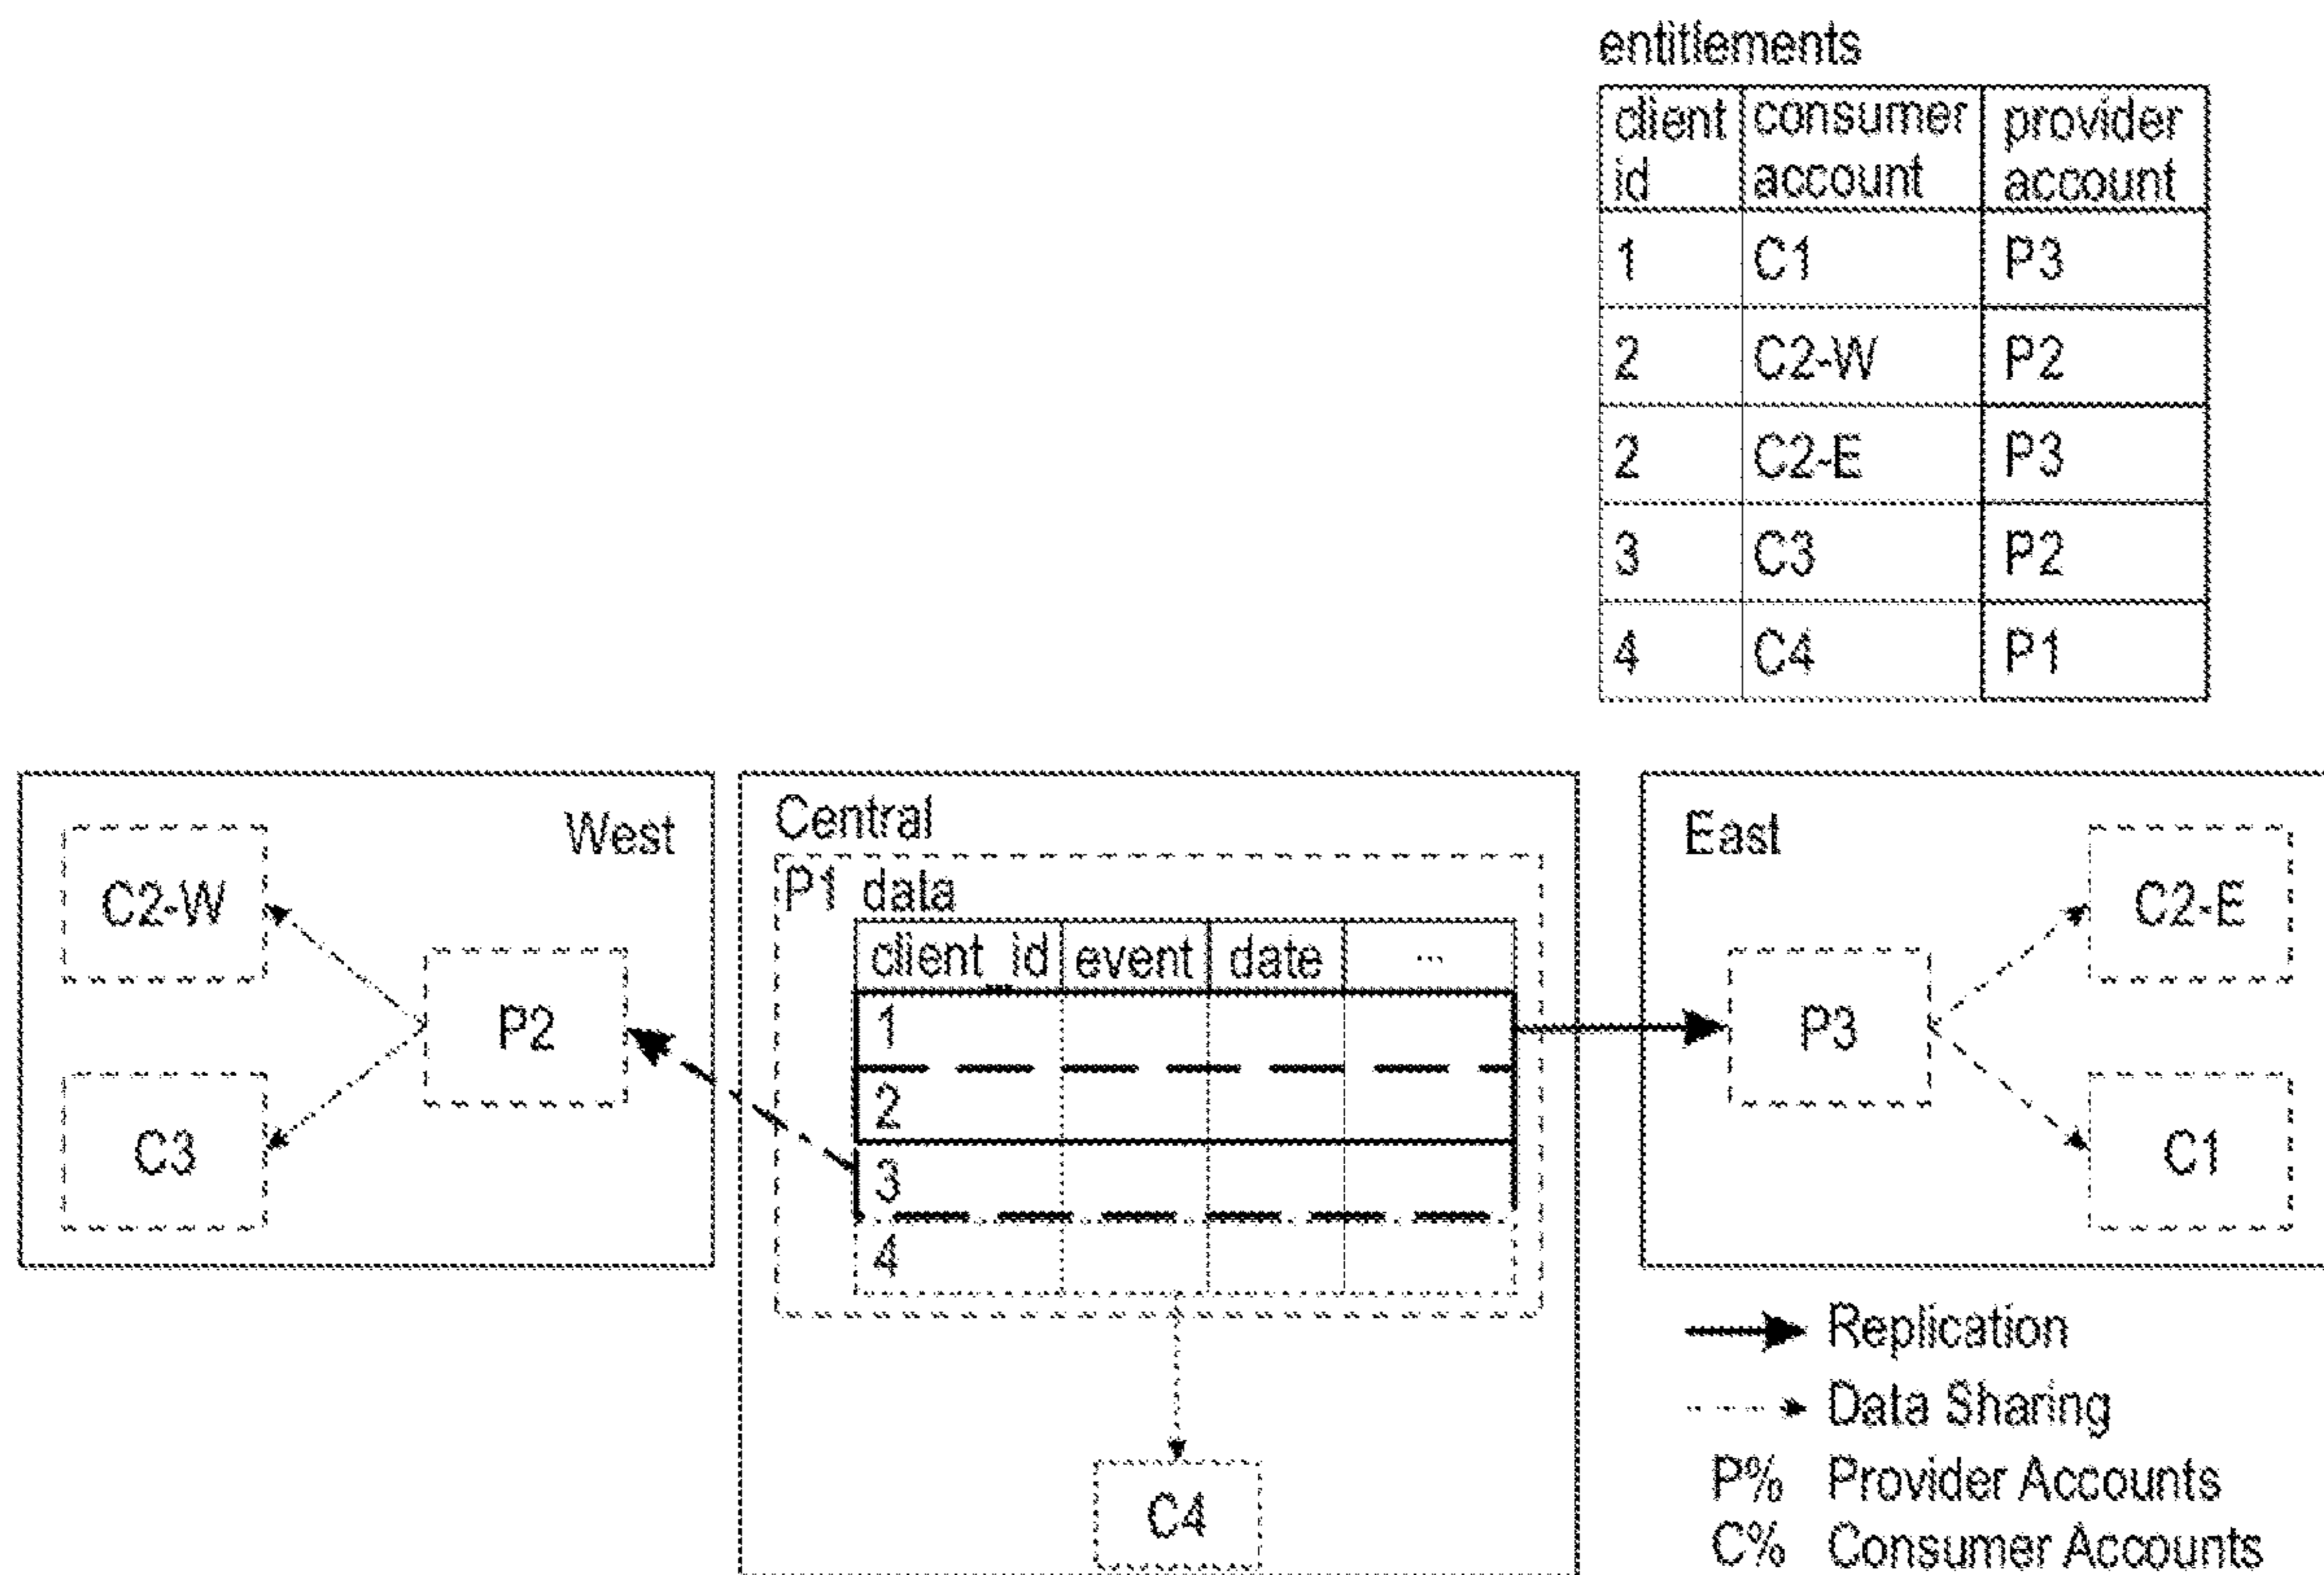 entitlements
client id consumer account provider account
1 C1 P3
2 C2-W P2
2 C2-E P3
3 C3 P2
4 C4 P1
West
C2-W
P2
C3
Central
P1 data
client_id event date ...
1
2
3
4
C4
East
C2-E
P3
C1
Replication
Data Sharing
P% Provider Accounts
C% Consumer Accounts